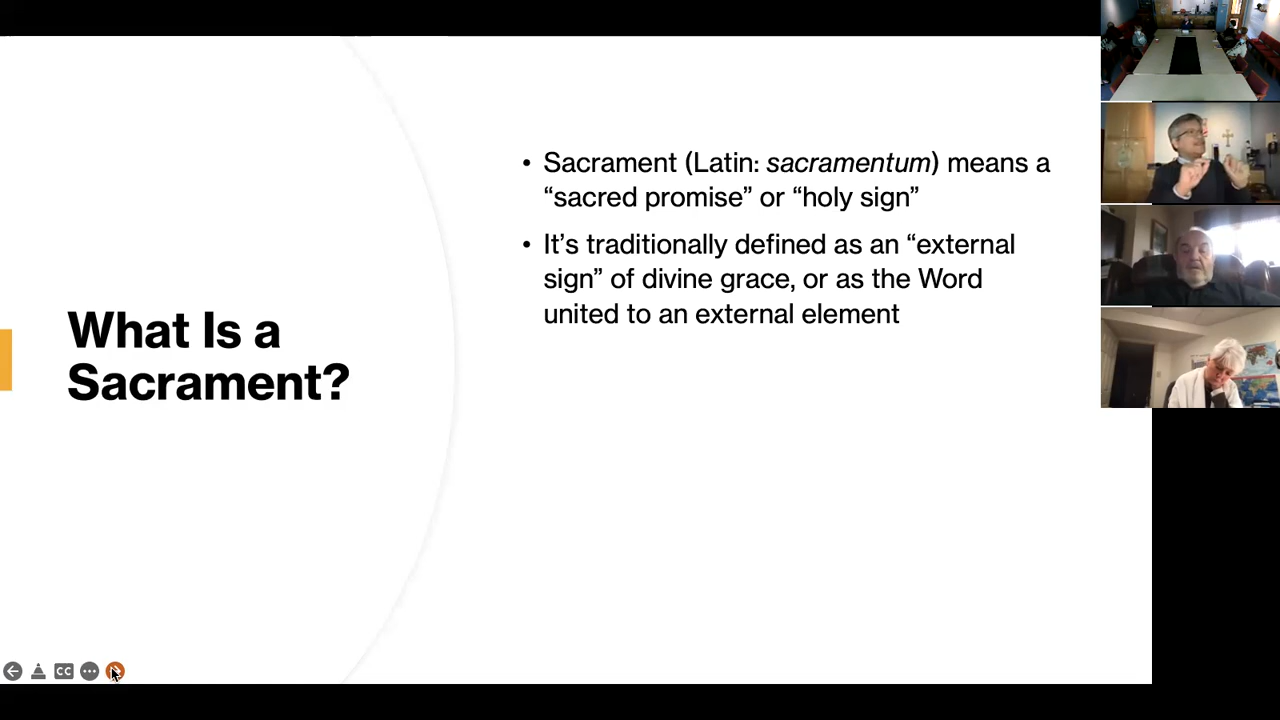 What Is a
Sacrament?
• Sacrament (Latin: sacramentum) means a
“sacred promise” or “holy sign”
• It’s traditionally defined as an “external
sign” of divine grace, or as the Word
united to an external element
CC